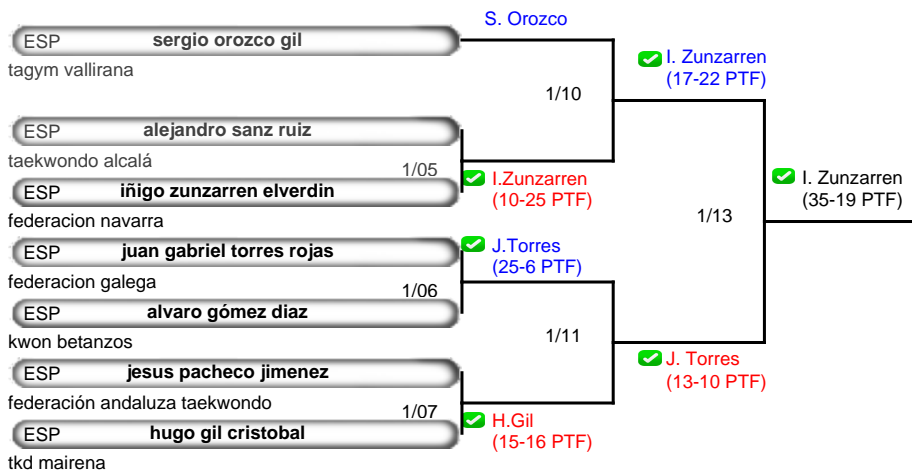 S. Orozco
ESP sergio orozco gil
tagym vallirana
I. Zunzarren
(17-22 PTF)
1/10
ESP alejandro sanz ruiz
taekwondo alcalá
1/05
I.Zunzarren
(10-25 PTF)
ESP iñigo zunzarren elverdin
federacion navarra
I. Zunzarren
(35-19 PTF)
1/13
ESP juan gabriel torres rojas
federacion galega
J.Torres
(25-6 PTF)
1/06
ESP alvaro gómez diaz
kwon betanzos
1/11
ESP jesus pacheco jimenez
federación andaluza taekwondo
J. Torres
(13-10 PTF)
1/07
H.Gil
(15-16 PTF)
ESP hugo gil cristobal
tkd mairena